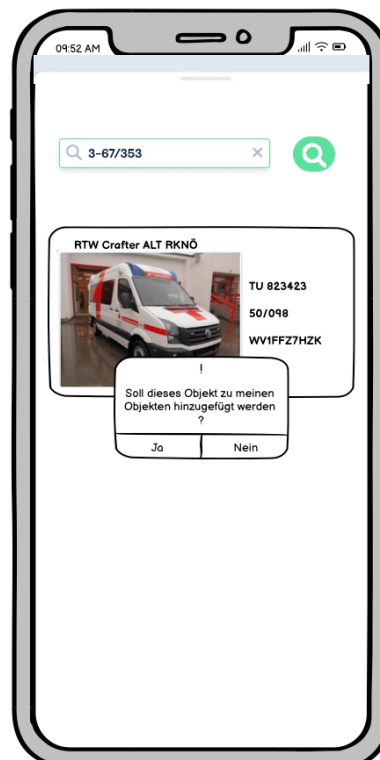 09:52 AM
3-67/353
RTW Crafter ALT RKNÖ
TU 823423
50/098
WV1FFZ7HZK
!
Soll dieses Objekt zu meinen
Objekten hinzugefügt werden
?
Ja Nein